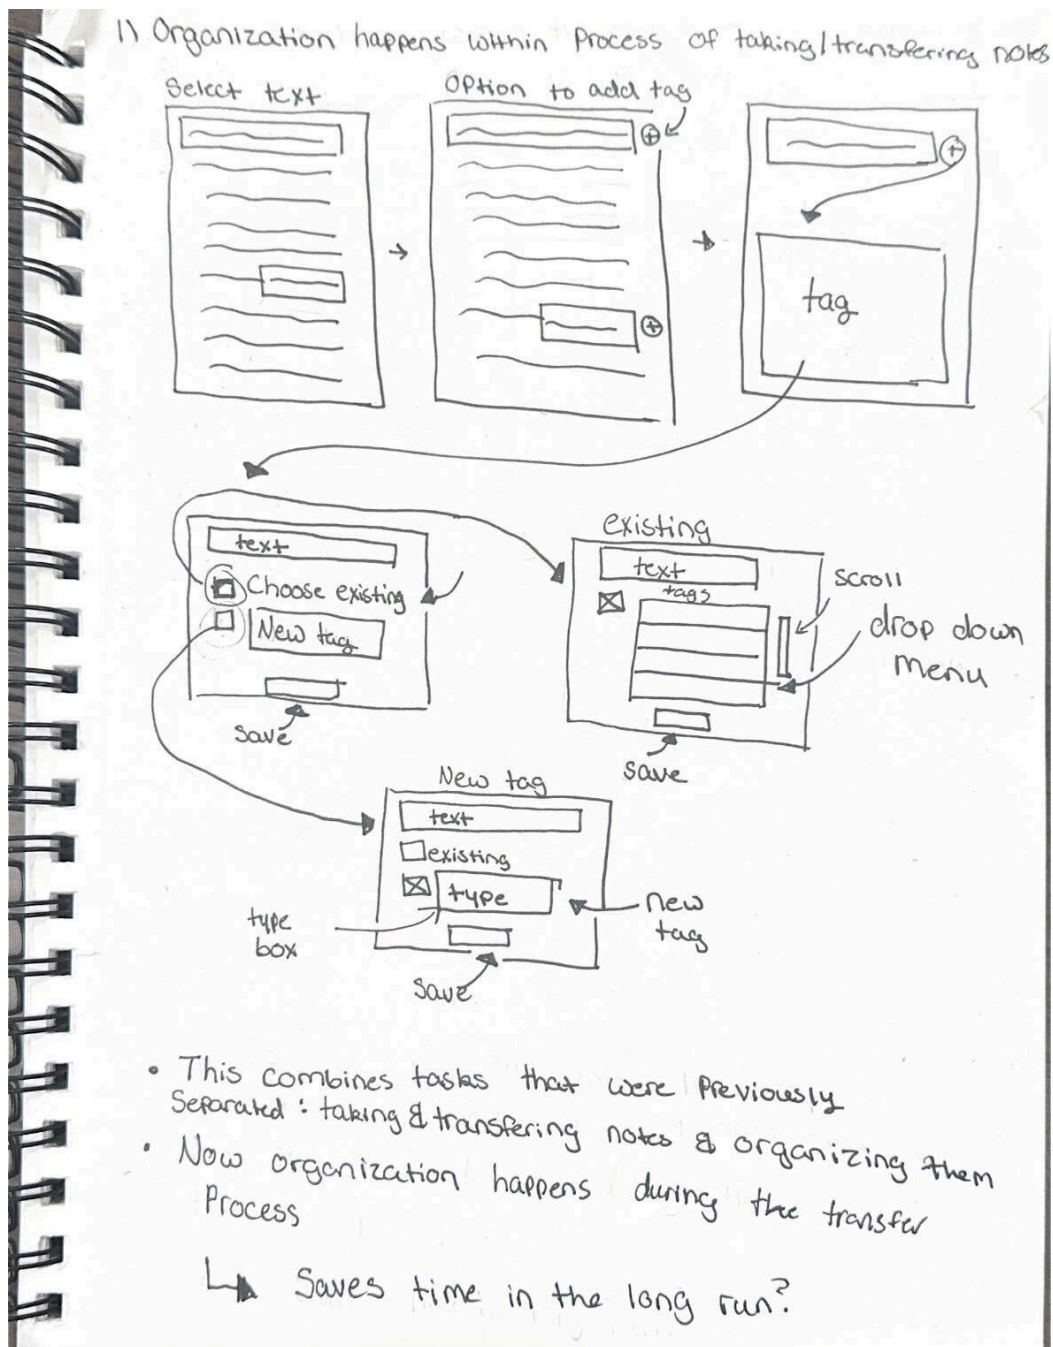 1) Organization happens within Process of taking/transfering notes
Select text
Option to add tag
tag
text
Choose existing
New tag
save
existing
text
tags
scroll
drop down
menu
save
New tag
text
existing
type
type
box
new
tag
save
• This combines tasks that were Previously
Separated : taking & transfering notes & organizing them
• Now organization happens during the transfer
Process
↳ Saves time in the long run?